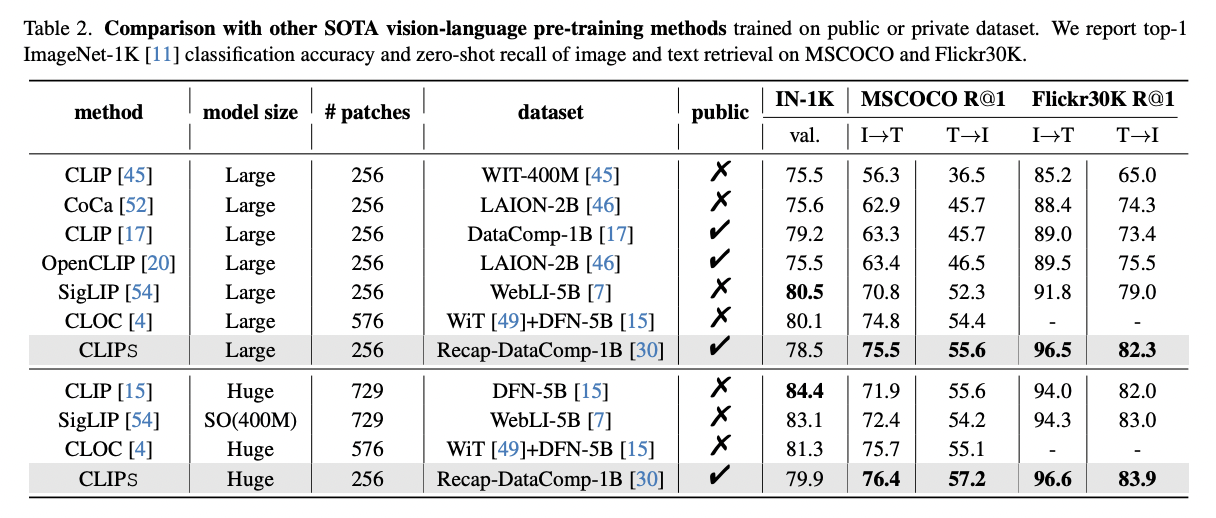 Table 2. Comparison with other SOTA vision-language pre-training methods trained on public or private dataset. We report top-1
ImageNet-1K [11] classification accuracy and zero-shot recall of image and text retrieval on MSCOCO and Flickr30K.
method model size # patches dataset public IN-1K MSCOCO R@1 Flickr30K R@1
val. I→T T→I I→T T→I
CLIP [45] Large 256 WIT-400M [45] ✗ 75.5 56.3 36.5 85.2 65.0
CoCa [52] Large 256 LAION-2B [46] ✗ 75.6 62.9 45.7 88.4 74.3
CLIP [17] Large 256 DataComp-1B [17] ✔ 79.2 63.3 45.7 89.0 73.4
OpenCLIP [20] Large 256 LAION-2B [46] ✔ 75.5 63.4 46.5 89.5 75.5
SigLIP [54] Large 256 WebLI-5B [7] ✗ 80.5 70.8 52.3 91.8 79.0
CLOC [4] Large 576 WiT [49]+DFN-5B [15] ✗ 80.1 74.8 54.4 - -
CLIPS Large 256 Recap-DataComp-1B [30] ✔ 78.5 75.5 55.6 96.5 82.3
CLIP [15] Huge 729 DFN-5B [15] ✗ 84.4 71.9 55.6 94.0 82.0
SigLIP [54] SO(400M) 729 WebLI-5B [7] ✗ 83.1 72.4 54.2 94.3 83.0
CLOC [4] Huge 576 WiT [49]+DFN-5B [15] ✗ 81.3 75.7 55.1 - -
CLIPS Huge 256 Recap-DataComp-1B [30] ✔ 79.9 76.4 57.2 96.6 83.9